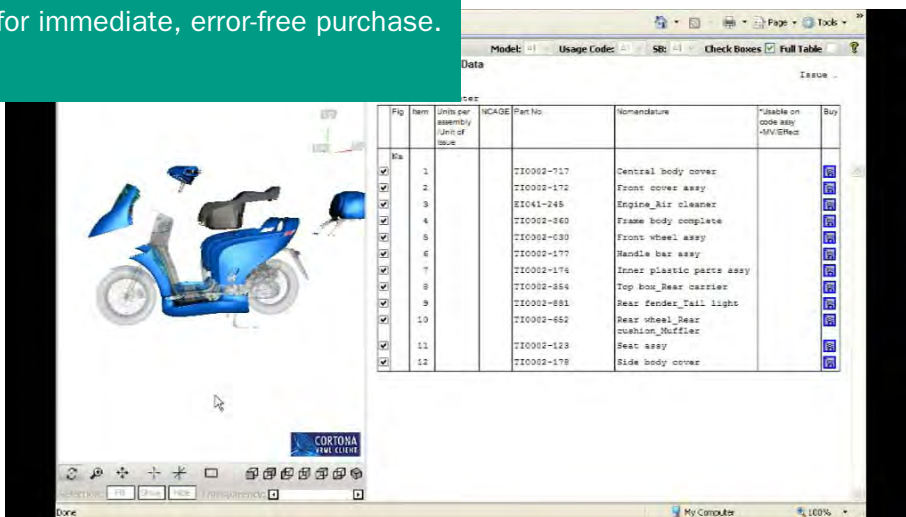 for immediate, error-free purchase.
Page Tools
Model: Usage Code: SB: Check Boxes Full Table
Data
Issue
Fig Item Units per assembly /Unit of issue NCAGE Part No. Nomenclature *Usable on code assy Buy
1 TI0002-717 Central body cover
2 TI0002-172 Front cover assy
3 EI041-245 Engine_Air cleaner
4 TI0002-360 Frame body complete
5 TI0002-030 Front wheel assy
6 TI0002-177 Handle bar assy
7 TI0002-174 Inner plastic parts assy
8 TI0002-354 Top box_Rear carrier
9 TI0002-881 Rear fender_Tail light
10 TI0002-652 Rear wheel_Rear
cushion_Muffler
11 TI0002-123 Seat assy
12 TI0002-178 Side body cover
CORTONA
VRML CLIENT
Fit Show Hide
Done My Computer 100%